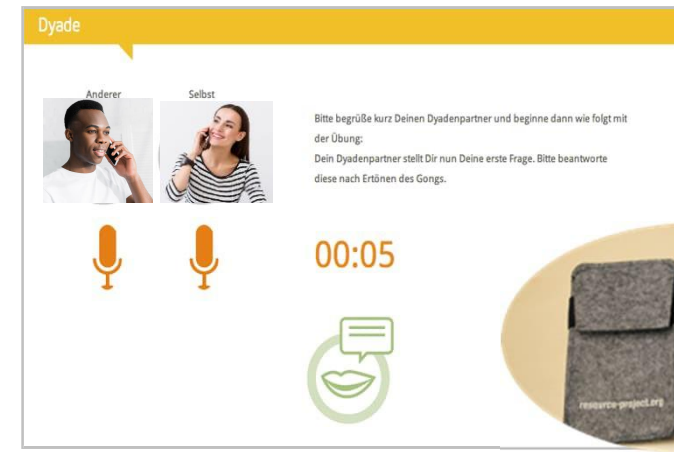 Dyade
Anderer
Selbst
Bitte begrüße kurz Deinen Dyadenpartner und beginne dann wie folgt mit
der Übung:
Dein Dyadenpartner stellt Dir nun Deine erste Frage. Bitte beantworte
diese nach Ertönen des Gongs.
00:05
resource-project.org